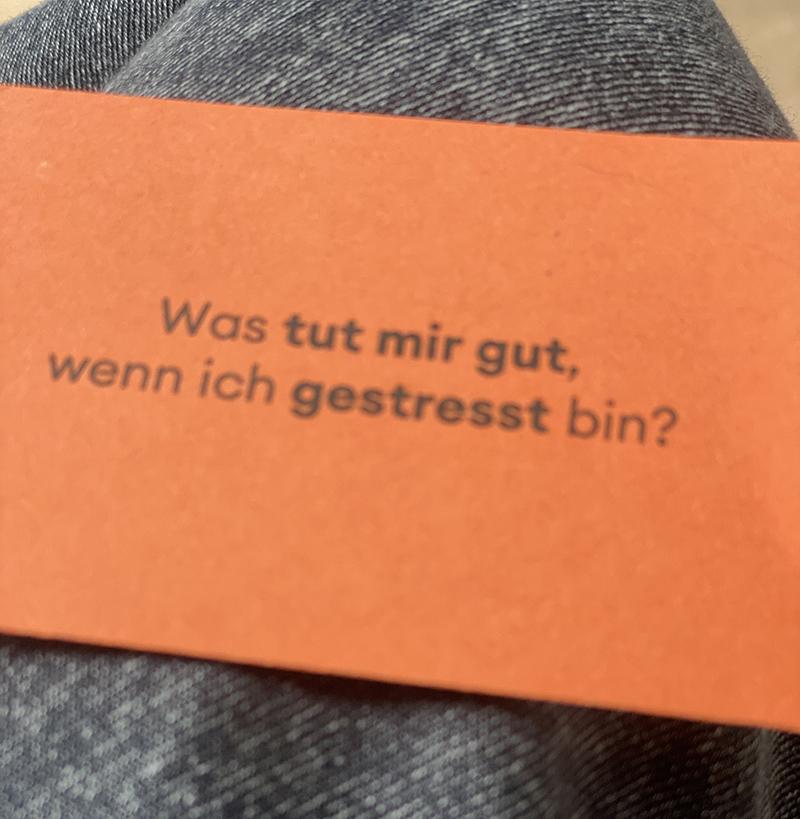 Was tut mir gut,
wenn ich gestresst bin?